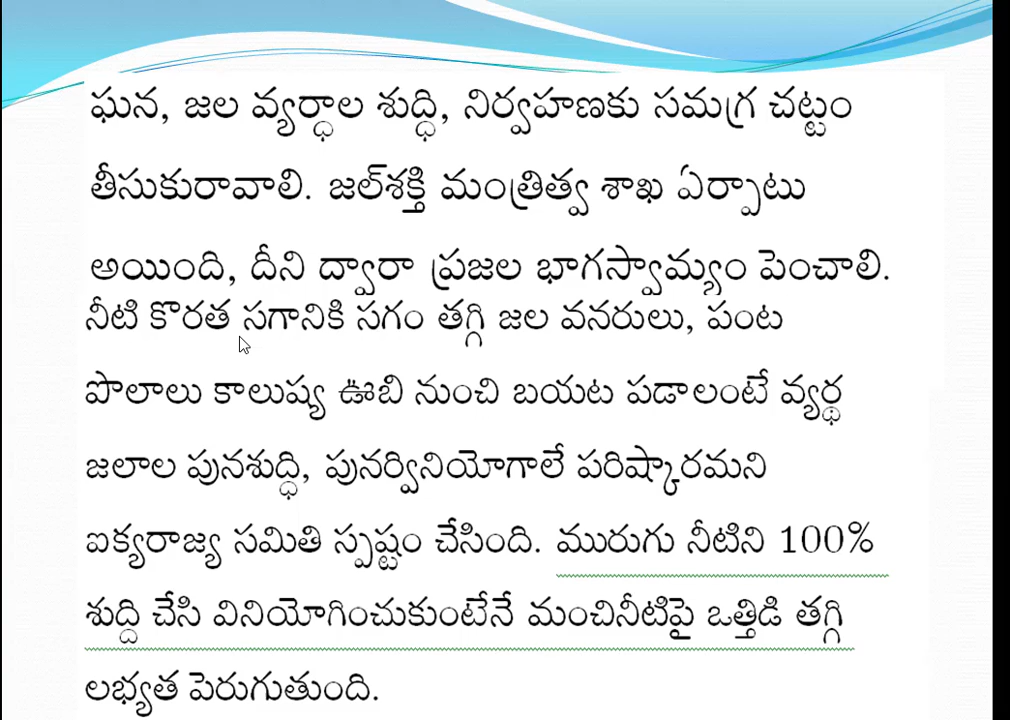 ఘన, జల వ్యర్ధాల శుద్ధి, నిర్వహణకు సమగ్ర చట్టం
తీసుకురావాలి. జల్‌శక్తి మంత్రిత్వ శాఖ ఏర్పాటు
అయింది, దీని ద్వారా ప్రజల భాగస్వామ్యం పెంచాలి.
నీటి కొరత సగానికి సగం తగ్గి జల వనరులు, పంట
పొలాలు కాలుష్య ఊబి నుంచి బయట పడాలంటే వ్యర్థ
జలాల పునశుద్ధి, పునర్వినియోగాలే పరిష్కారమని
ఐక్యరాజ్య సమితి స్పష్టం చేసింది. మురుగు నీటిని 100%
శుద్ది చేసి వినియోగించుకుంటేనే మంచినీటిపై ఒత్తిడి తగ్గి
లభ్యత పెరుగుతుంది.